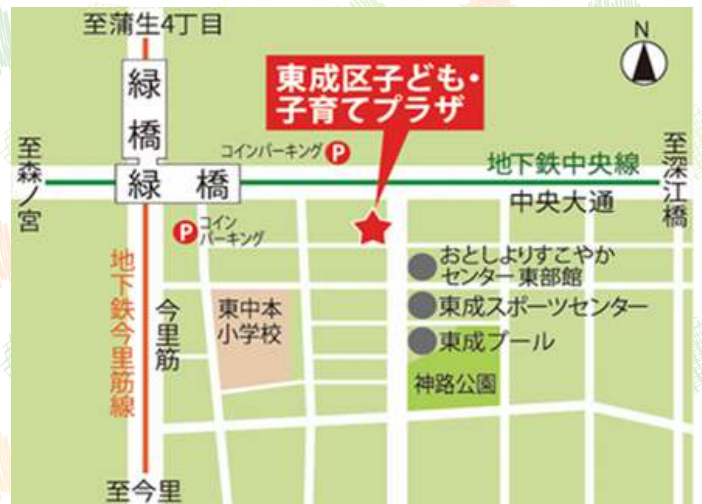 至蒲生4丁目
N
緑橋
東成区子ども・
子育てプラザ
コインパーキング P
至森ノ宮
緑橋
地下鉄中央線
至深江橋
中央大通
P コイン
パーキング
おとしよりすこやか
センター 東部館
地下鉄今里筋線
今里筋
東中本
小学校
東成スポーツセンター
東成プール
神路公園
至今里